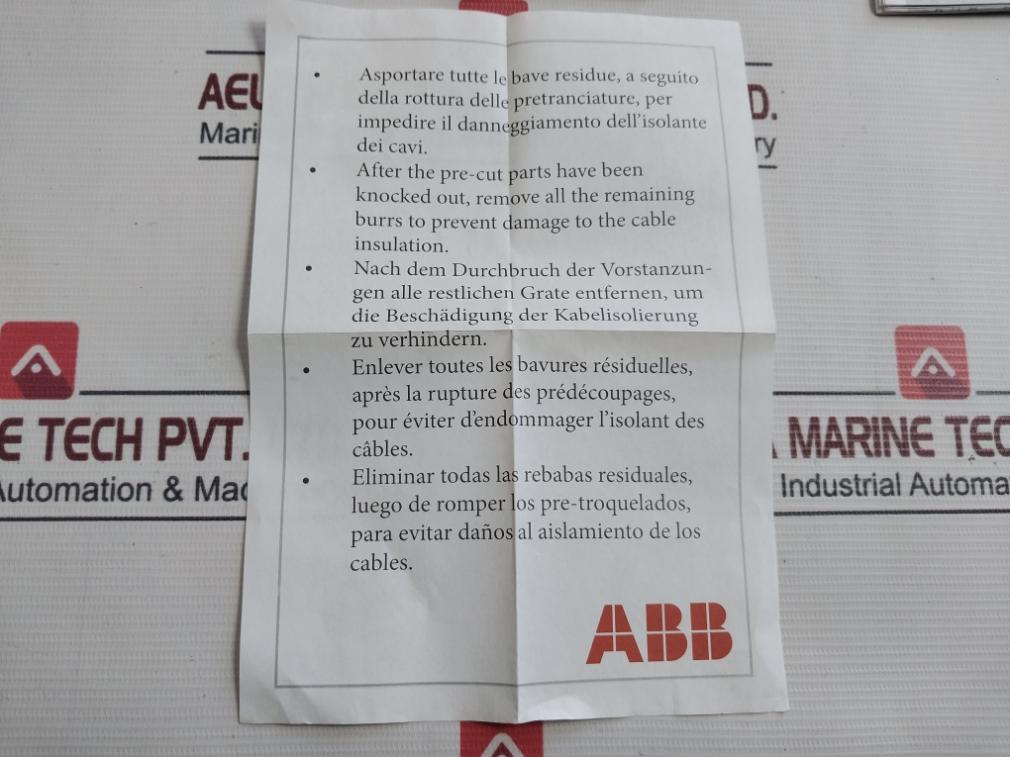 AEL
Mari
D.
ry
• Asportare tutte le bave residue, a seguito
della rottura delle pretranciature, per
impedire il danneggiamento dell'isolante
dei cavi.
• After the pre-cut parts have been
knocked out, remove all the remaining
burrs to prevent damage to the cable
insulation.
• Nach dem Durchbruch der Vorstanzun-
gen alle restlichen Grate entfernen, um
die Beschädigung der Kabelisolierung
zu verhindern.
• Enlever toutes les bavures résiduelles,
après la rupture des prédécoupages,
pour éviter d'endommager l'isolant des
câbles.
• Eliminar todas las rebabas residuales,
luego de romper los pre-troquelados,
para evitar daños al aislamiento de los
cables.
ABB
E TECH PVT.
Automation & Mac
MARINE TEC
Industrial Automa